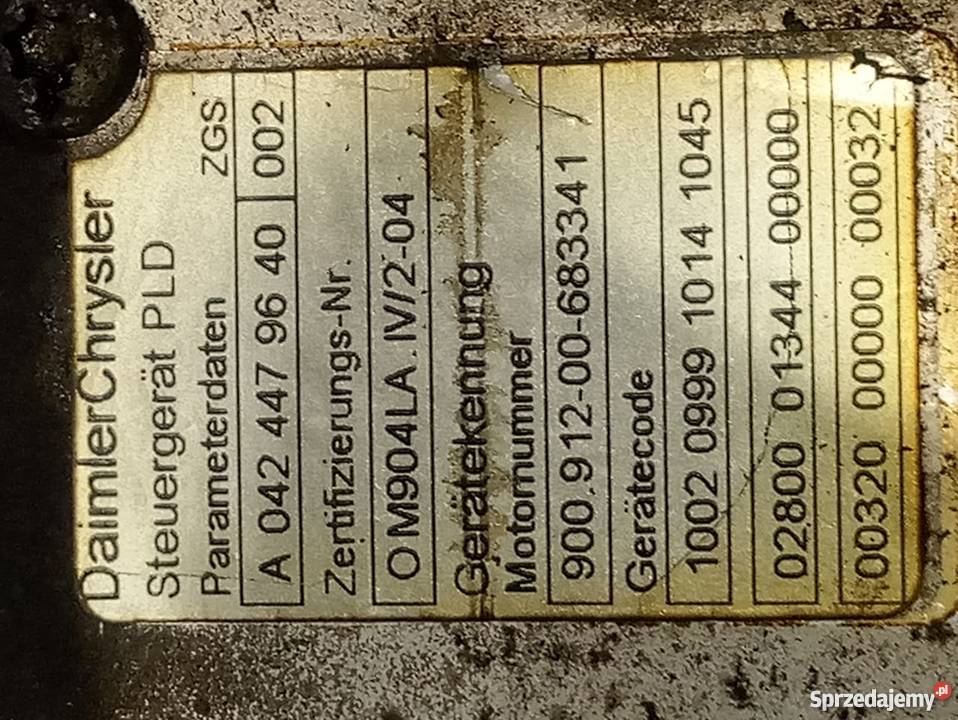 DaimlerChrysler
Steuergerät PLD
Parameterdaten ZGS
A 042 447 96 40 002
Zertifizierungs-Nr.
OM904LA.IV/2-04
Gerätekennung
Motornummer
900.912-00-683341
Gerätecode
1002 0999 1014 1045
02800 01344 00000
00320 00000 00032
Sprzedajemy.pl